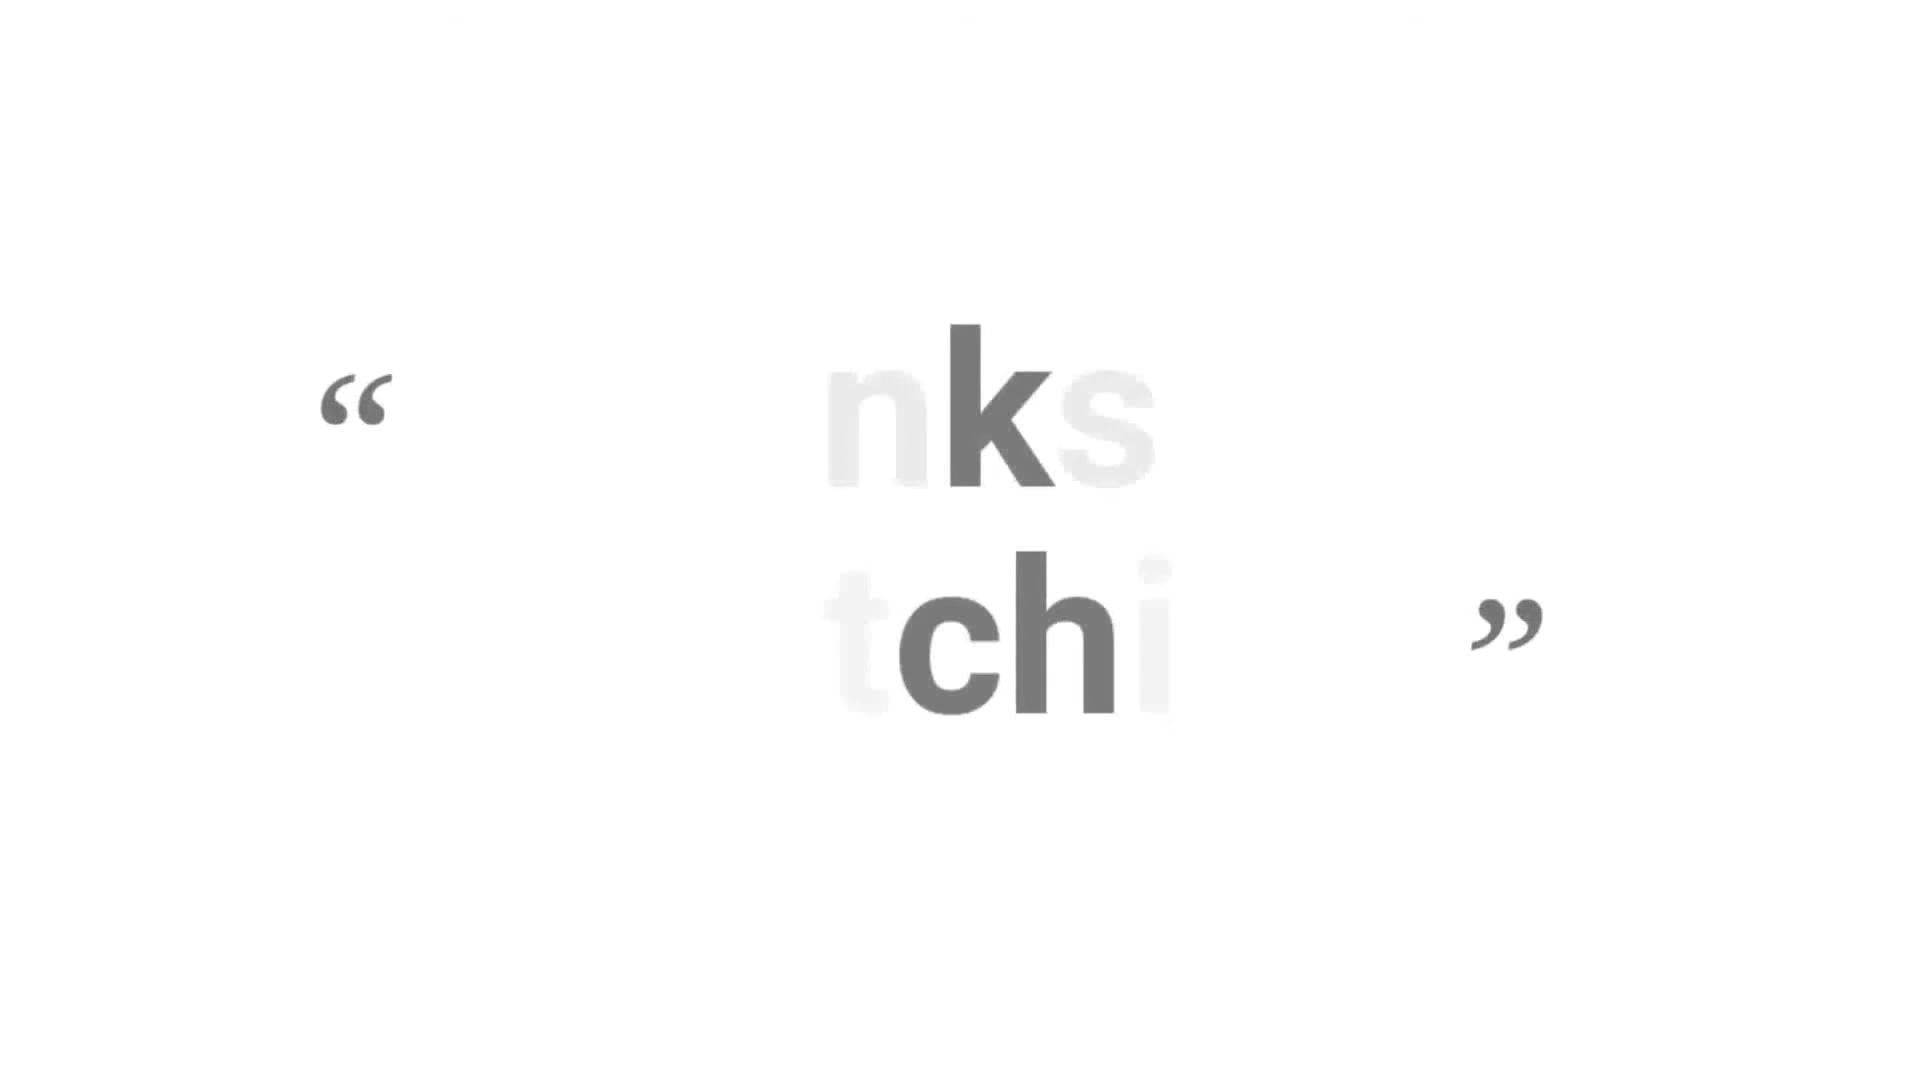 “ nks
tchi ”